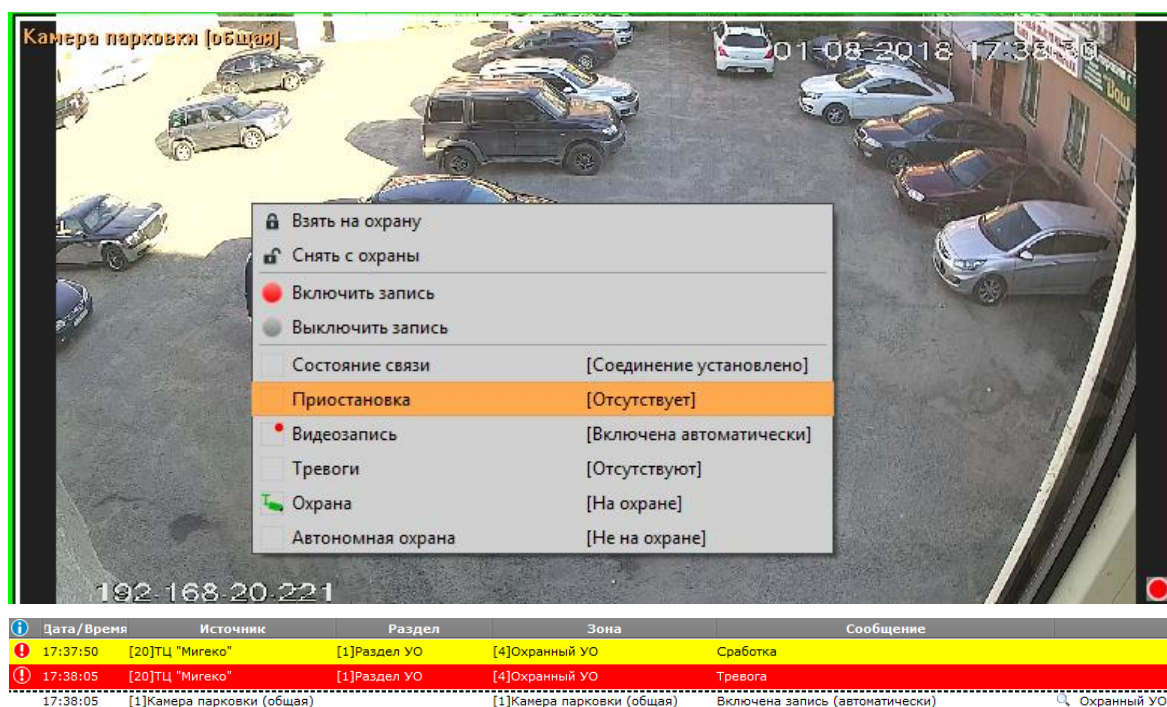 Камера парковки (общая)
01-08-2018 17:38:30
Ваш
Взять на охрану
Снять с охраны
Включить запись
Выключить запись
Состояние связи [Соединение установлено]
Приостановка [Отсутствует]
Видеозапись [Включена автоматически]
Тревоги [Отсутствуют]
Охрана [На охране]
Автономная охрана [Не на охране]
192-168-20-221
Дата/Время Источник Раздел Зона Сообщение
17:37:50 [20]ТЦ "Мигеко" [1]Раздел УО [4]Охранный УО Сработка
17:38:05 [20]ТЦ "Мигеко" [1]Раздел УО [4]Охранный УО Тревога
17:38:05 [1]Камера парковки (общая) [1]Камера парковки (общая) Включена запись (автоматически) Охранный УО